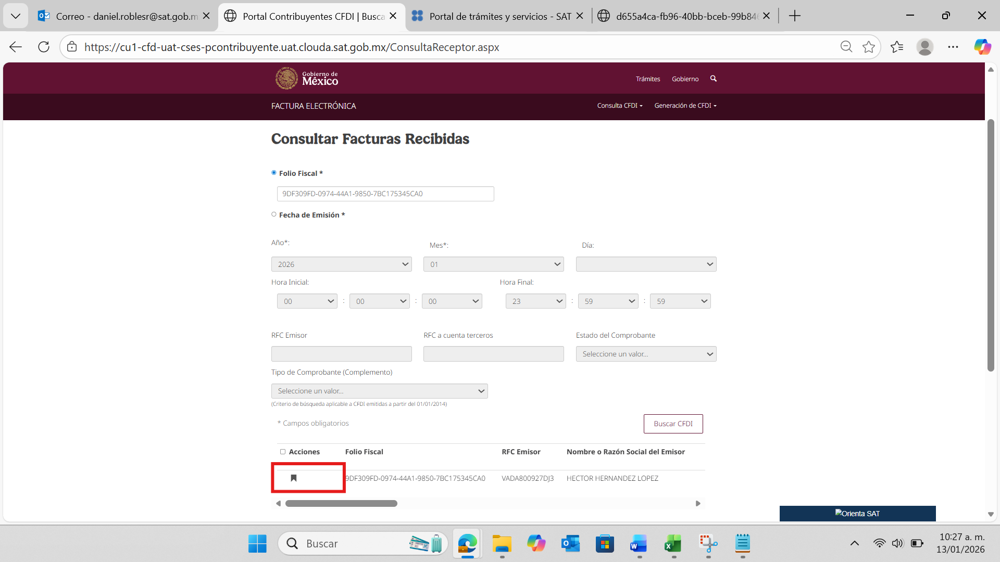 Correo - daniel.roblesr@sat.gob.m
Portal Contribuyentes CFDI | Busca
Portal de trámites y servicios - SAT
d655a4ca-fb96-40bb-bceb-99b84
https://cu1-cfd-uat-cses-pcontribuyente.uat.clouda.sat.gob.mx/ConsultaReceptor.aspx
Gobierno de
México
Trámites Gobierno
FACTURA ELECTRÓNICA
Consulta CFDI Generación de CFDI
Consultar Facturas Recibidas
Folio Fiscal *
9DF309FD-0974-44A1-9850-7BC175345CA0
Fecha de Emisión *
Año*: Mes*: Día:
2026 01
Hora Inicial: Hora Final:
00 : 00 : 00 23 : 59 : 59
RFC Emisor RFC a cuenta terceros Estado del Comprobante
Seleccione un valor...
Tipo de Comprobante (Complemento)
Seleccione un valor...
(Criterio de búsqueda aplicable a CFDI emitidas a partir del 01/01/2014)
* Campos obligatorios
Buscar CFDI
Acciones Folio Fiscal RFC Emisor Nombre o Razón Social del Emisor
9DF309FD-0974-44A1-9850-7BC175345CA0 VADA800927DJ3 HECTOR HERNANDEZ LOPEZ
Orienta SAT
Buscar
10:27 a. m.
13/01/2026